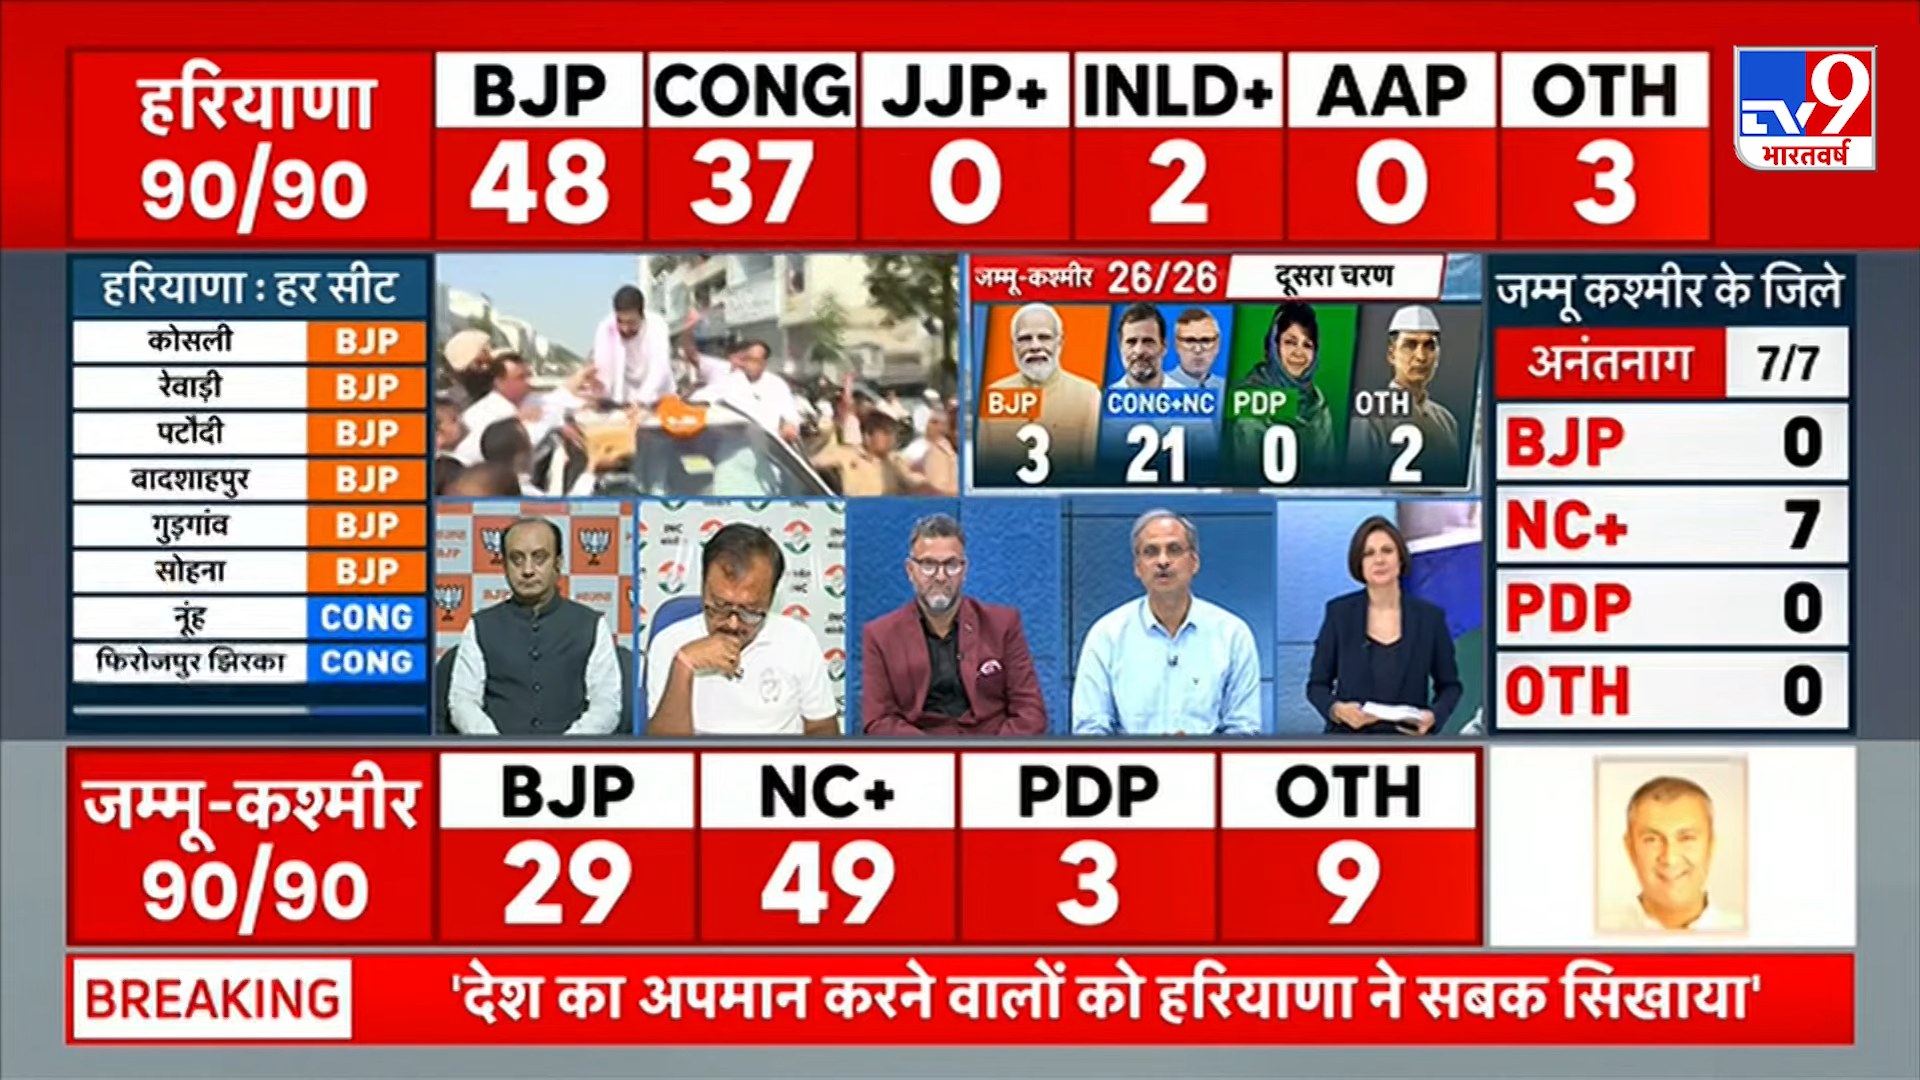 हरियाणा
90/90
BJP
48
CONG
37
JJP+
0
INLD+
2
AAP
0
OTH
3
TV9
भारतवर्ष
हरियाणा : हर सीट
कोसली BJP
रेवाड़ी BJP
पटौदी BJP
बादशाहपुर BJP
गुड़गांव BJP
सोहना BJP
नूंह CONG
फिरोजपुर झिरका CONG
जम्मू-कश्मीर 26/26 दूसरा चरण
BJP
3
CONG+NC
21
PDP
0
OTH
2
BJP
BJP
INC
INC
जम्मू कश्मीर के जिले
अनंतनाग 7/7
BJP 0
NC+ 7
PDP 0
OTH 0
जम्मू-कश्मीर
90/90
BJP
29
NC+
49
PDP
3
OTH
9
BREAKING 'देश का अपमान करने वालों को हरियाणा ने सबक सिखाया'